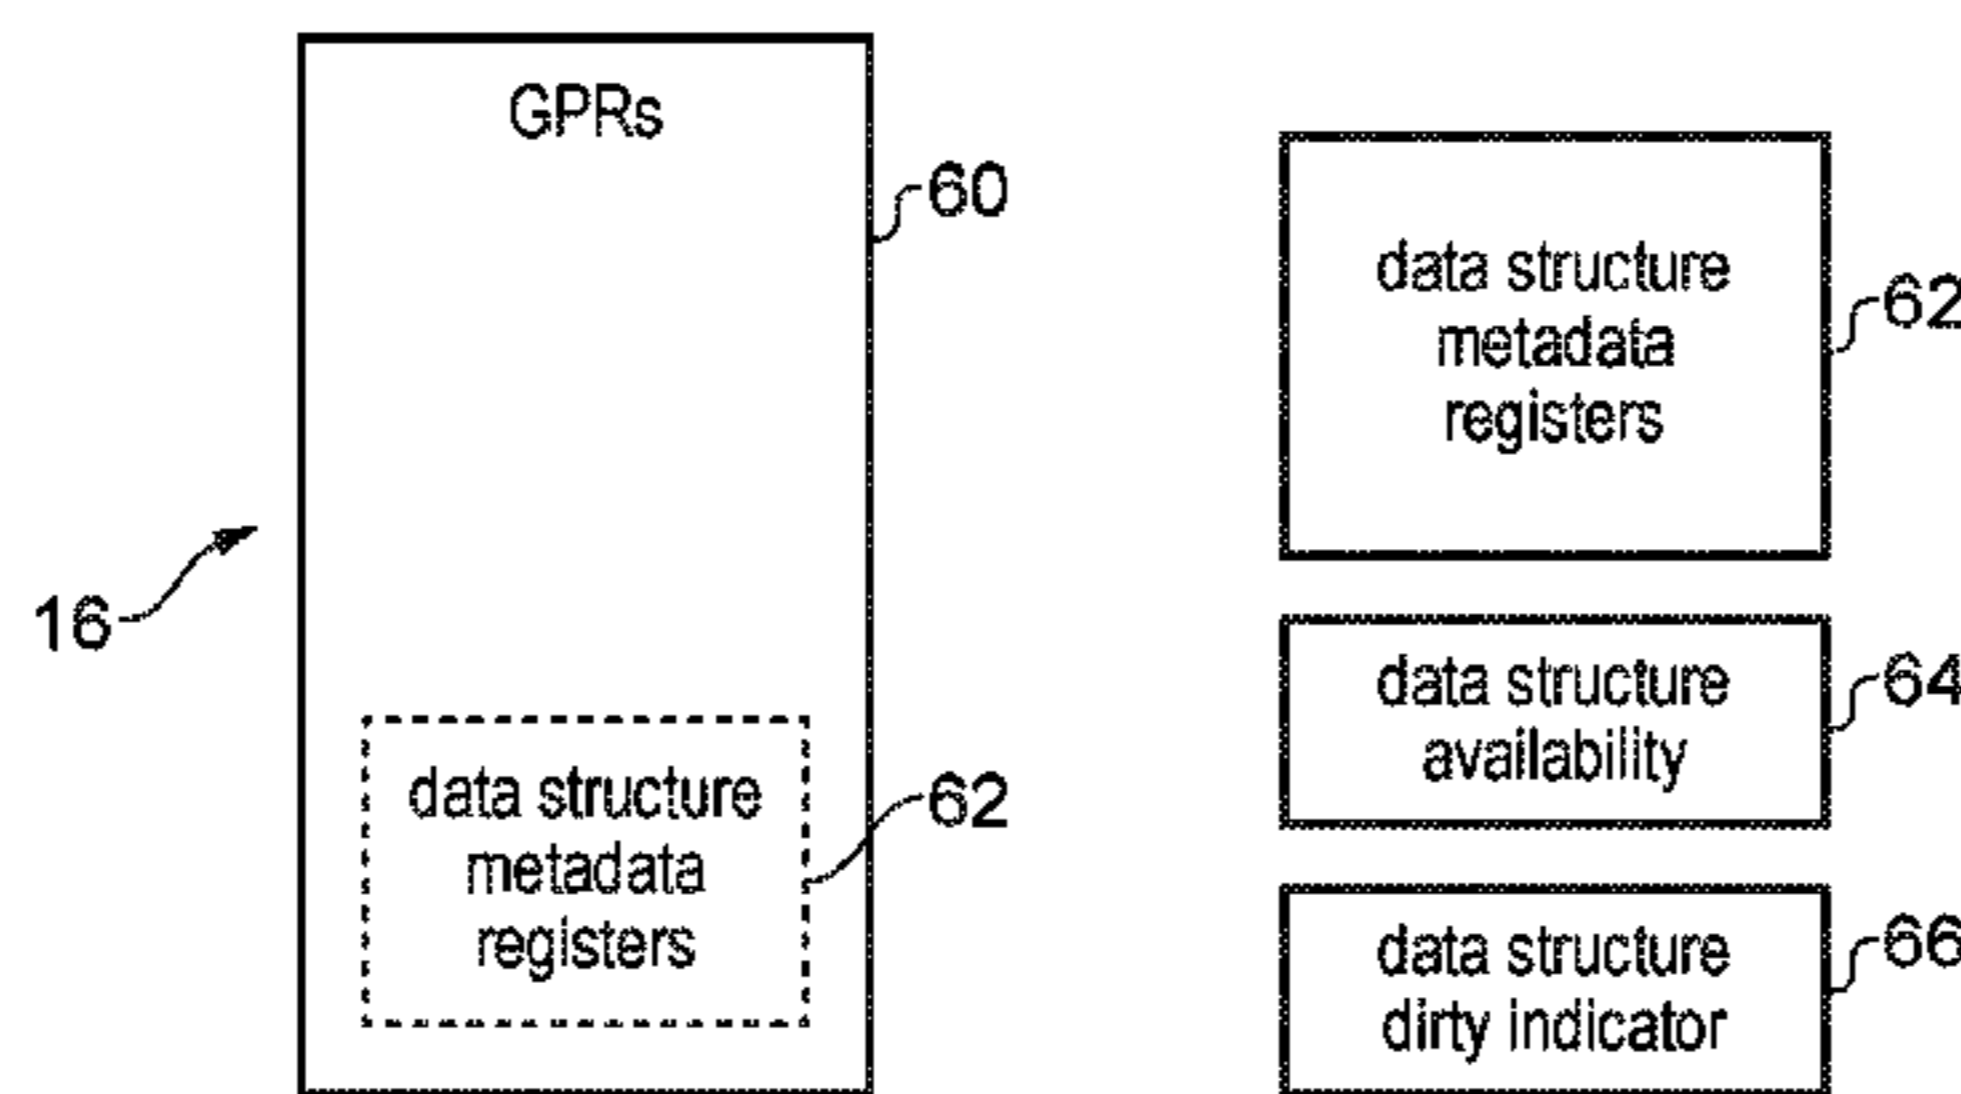 GPRs
60
16
data structure
metadata
registers
62
data structure
metadata
registers
62
data structure
availability
64
data structure
dirty indicator
66